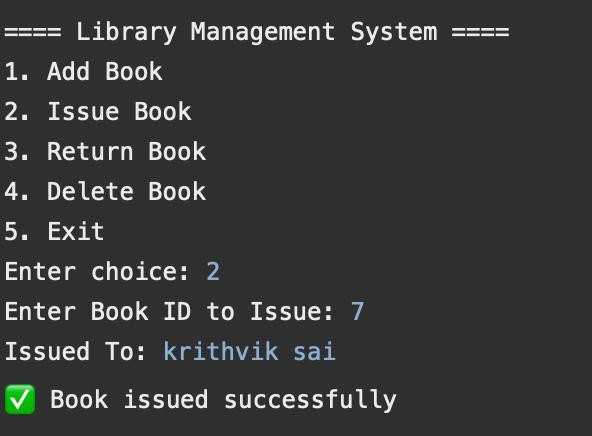 ==== Library Management System ====
1. Add Book
2. Issue Book
3. Return Book
4. Delete Book
5. Exit
Enter choice: 2
Enter Book ID to Issue: 7
Issued To: krithvik sai
✅ Book issued successfully